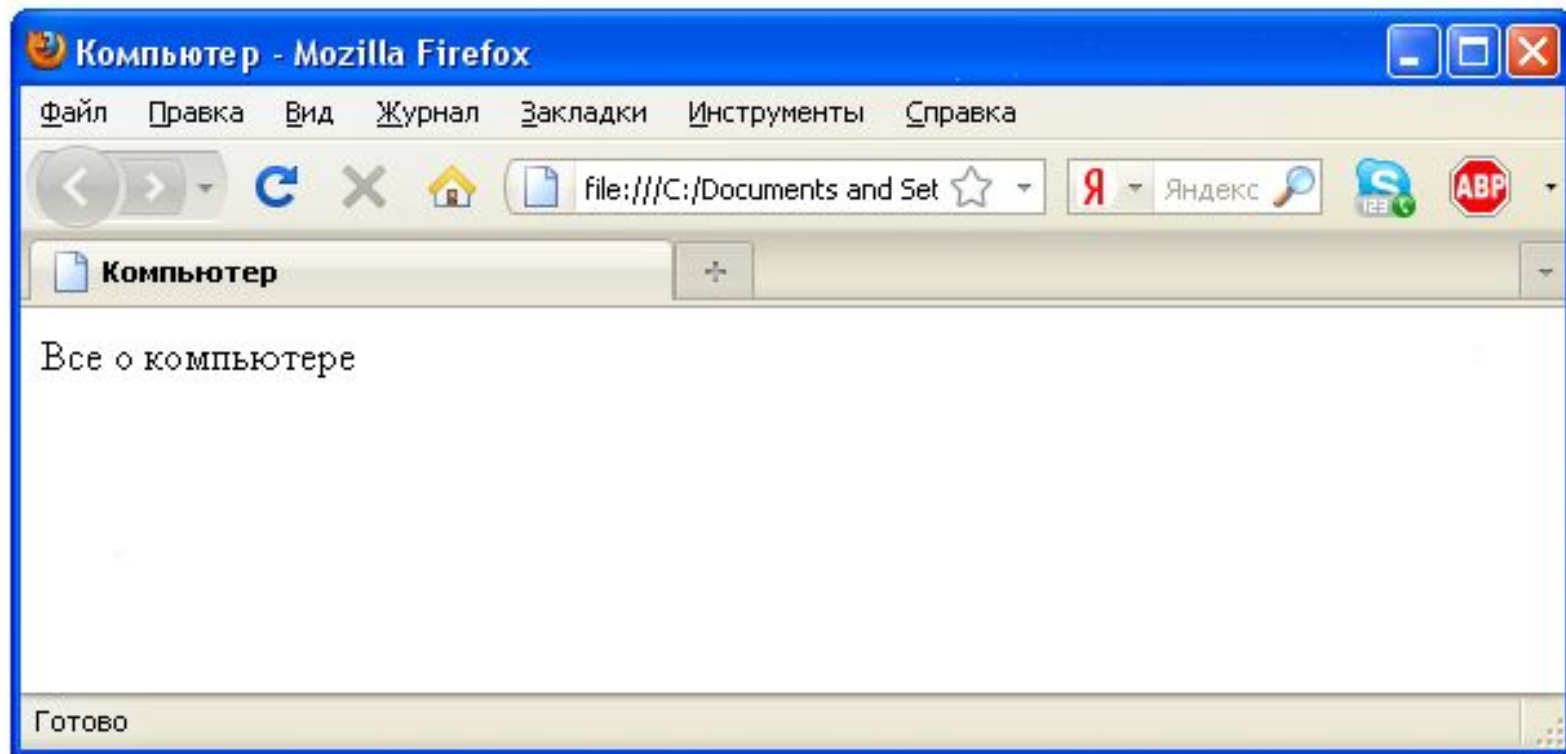 Компьютер - Mozilla Firefox
Файл Правка Вид Журнал Закладки Инструменты Справка
file:///C:/Documents and Set Я Яндекс S 123 ABP
Компьютер
Все о компьютере
Готово